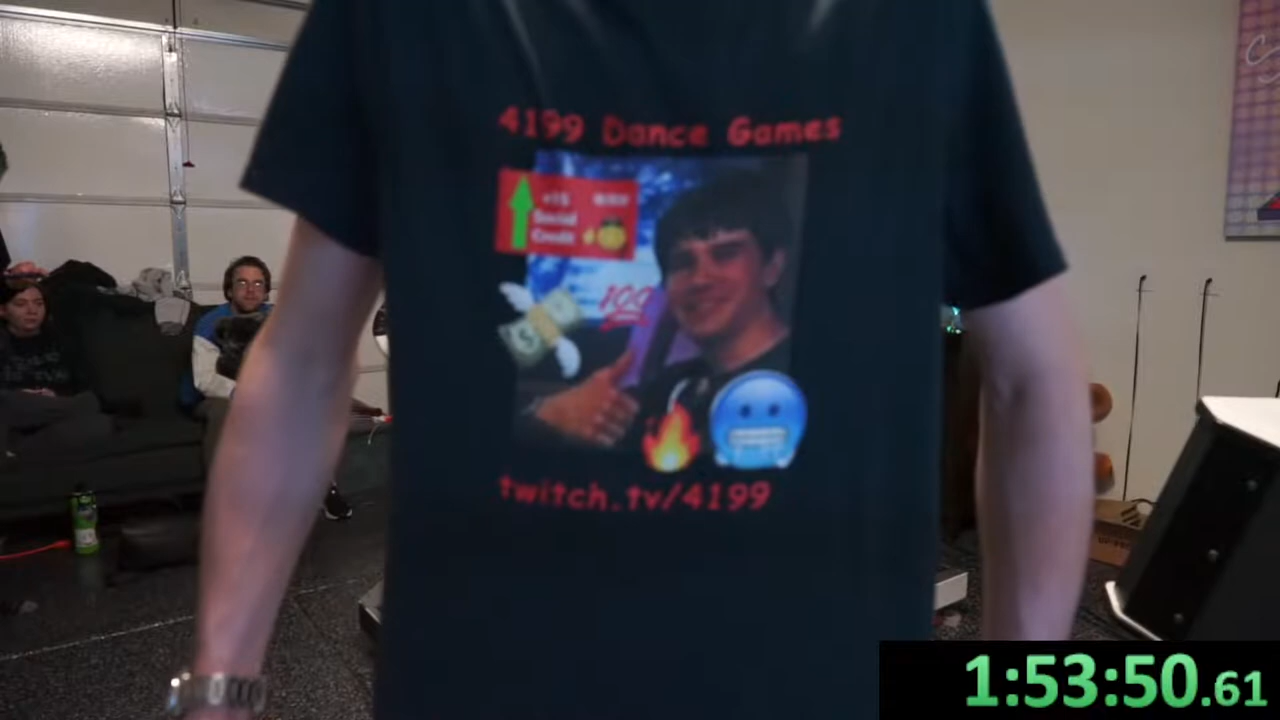 4199 Dance Games
+15
Social
Credit
100
twitch.tv/4199
1:53:50.61